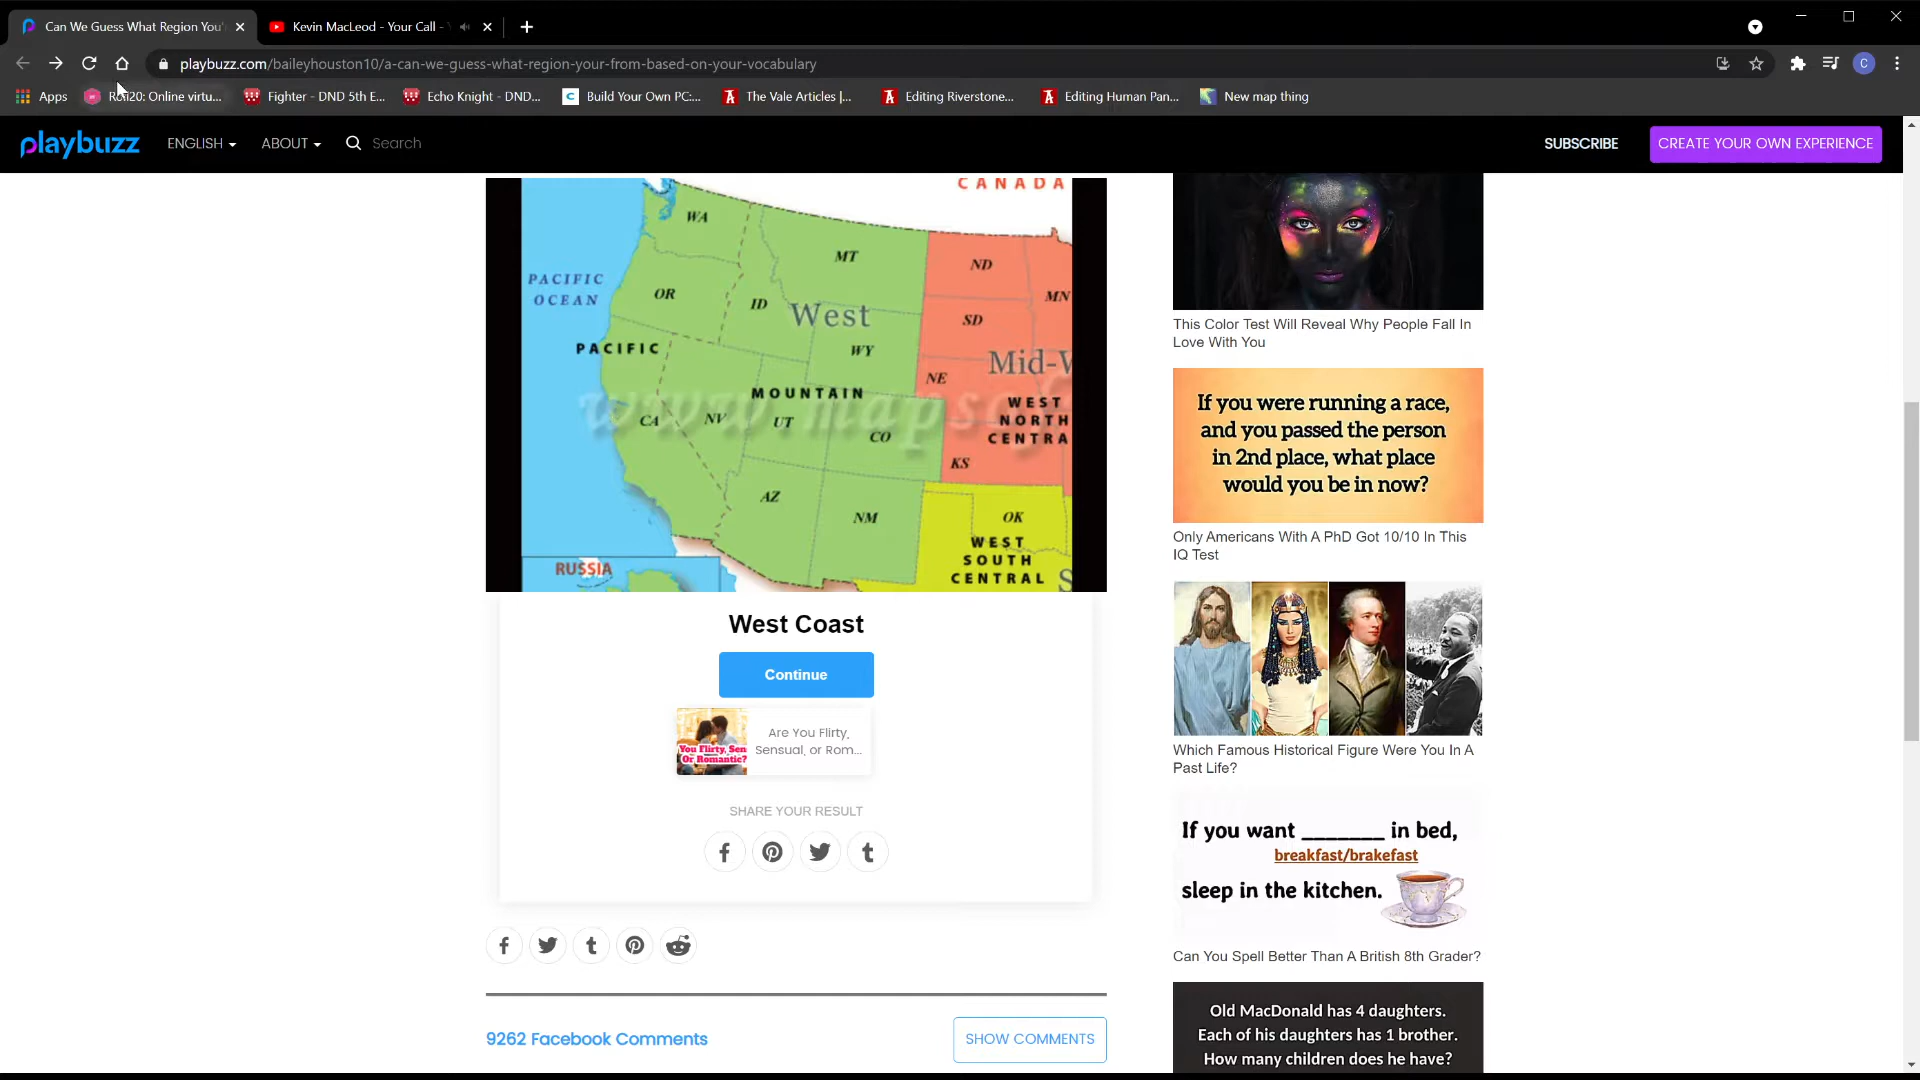 Can We Guess What Region You'
Kevin MacLeod - Your Call -
playbuzz.com/baileyhouston10/a-can-we-guess-what-region-your-from-based-on-your-vocabulary
C
Apps
Roll20: Online virtu...
Fighter - DND 5th E...
Echo Knight - DND...
Build Your Own PC:...
The Vale Articles |...
Editing Riverstone...
Editing Human Pan...
New map thing
playbuzz
ENGLISH
ABOUT
Search
SUBSCRIBE
CREATE YOUR OWN EXPERIENCE
CANADA
WA
MT
ND
MN
PACIFIC
OCEAN
OR
ID
West
SD
PACIFIC
WY
Mid-W
NE
MOUNTAIN
WEST
NORTH
CENTRA
www.mapsof
CA
NV
UT
CO
KS
AZ
NM
OK
WEST
SOUTH
CENTRAL
S
RUSSIA
West Coast
Continue
You Flirty, Sen
Or Romantic?
Are You Flirty,
Sensual, or Rom...
SHARE YOUR RESULT
9262 Facebook Comments
SHOW COMMENTS
This Color Test Will Reveal Why People Fall In
Love With You
If you were running a race,
and you passed the person
in 2nd place, what place
would you be in now?
Only Americans With A PhD Got 10/10 In This
IQ Test
Which Famous Historical Figure Were You In A
Past Life?
If you want _______ in bed,
breakfast/brakefast
sleep in the kitchen.
Can You Spell Better Than A British 8th Grader?
Old MacDonald has 4 daughters.
Each of his daughters has 1 brother.
How many children does he have?